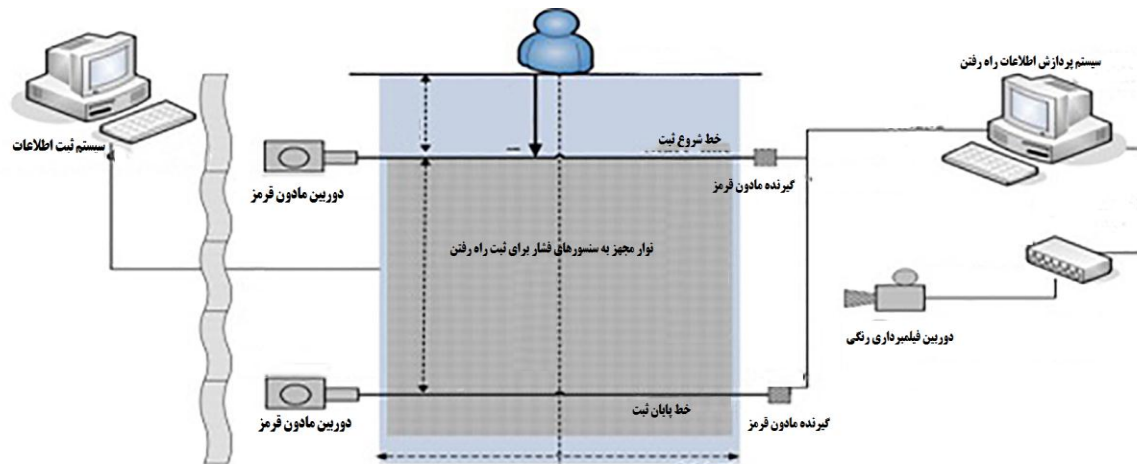 سیستم پردازش اطلاعات راه رفتن
سیستم ثبت اطلاعات
خط شروع ثبت
گیرنده مادون قرمز
دوربین مادون قرمز
نوار مجهز به سنسورهای فشار برای ثبت راه رفتن
دوربین فیلمبرداری رنگی
خط پایان ثبت
گیرنده مادون قرمز
دوربین مادون قرمز